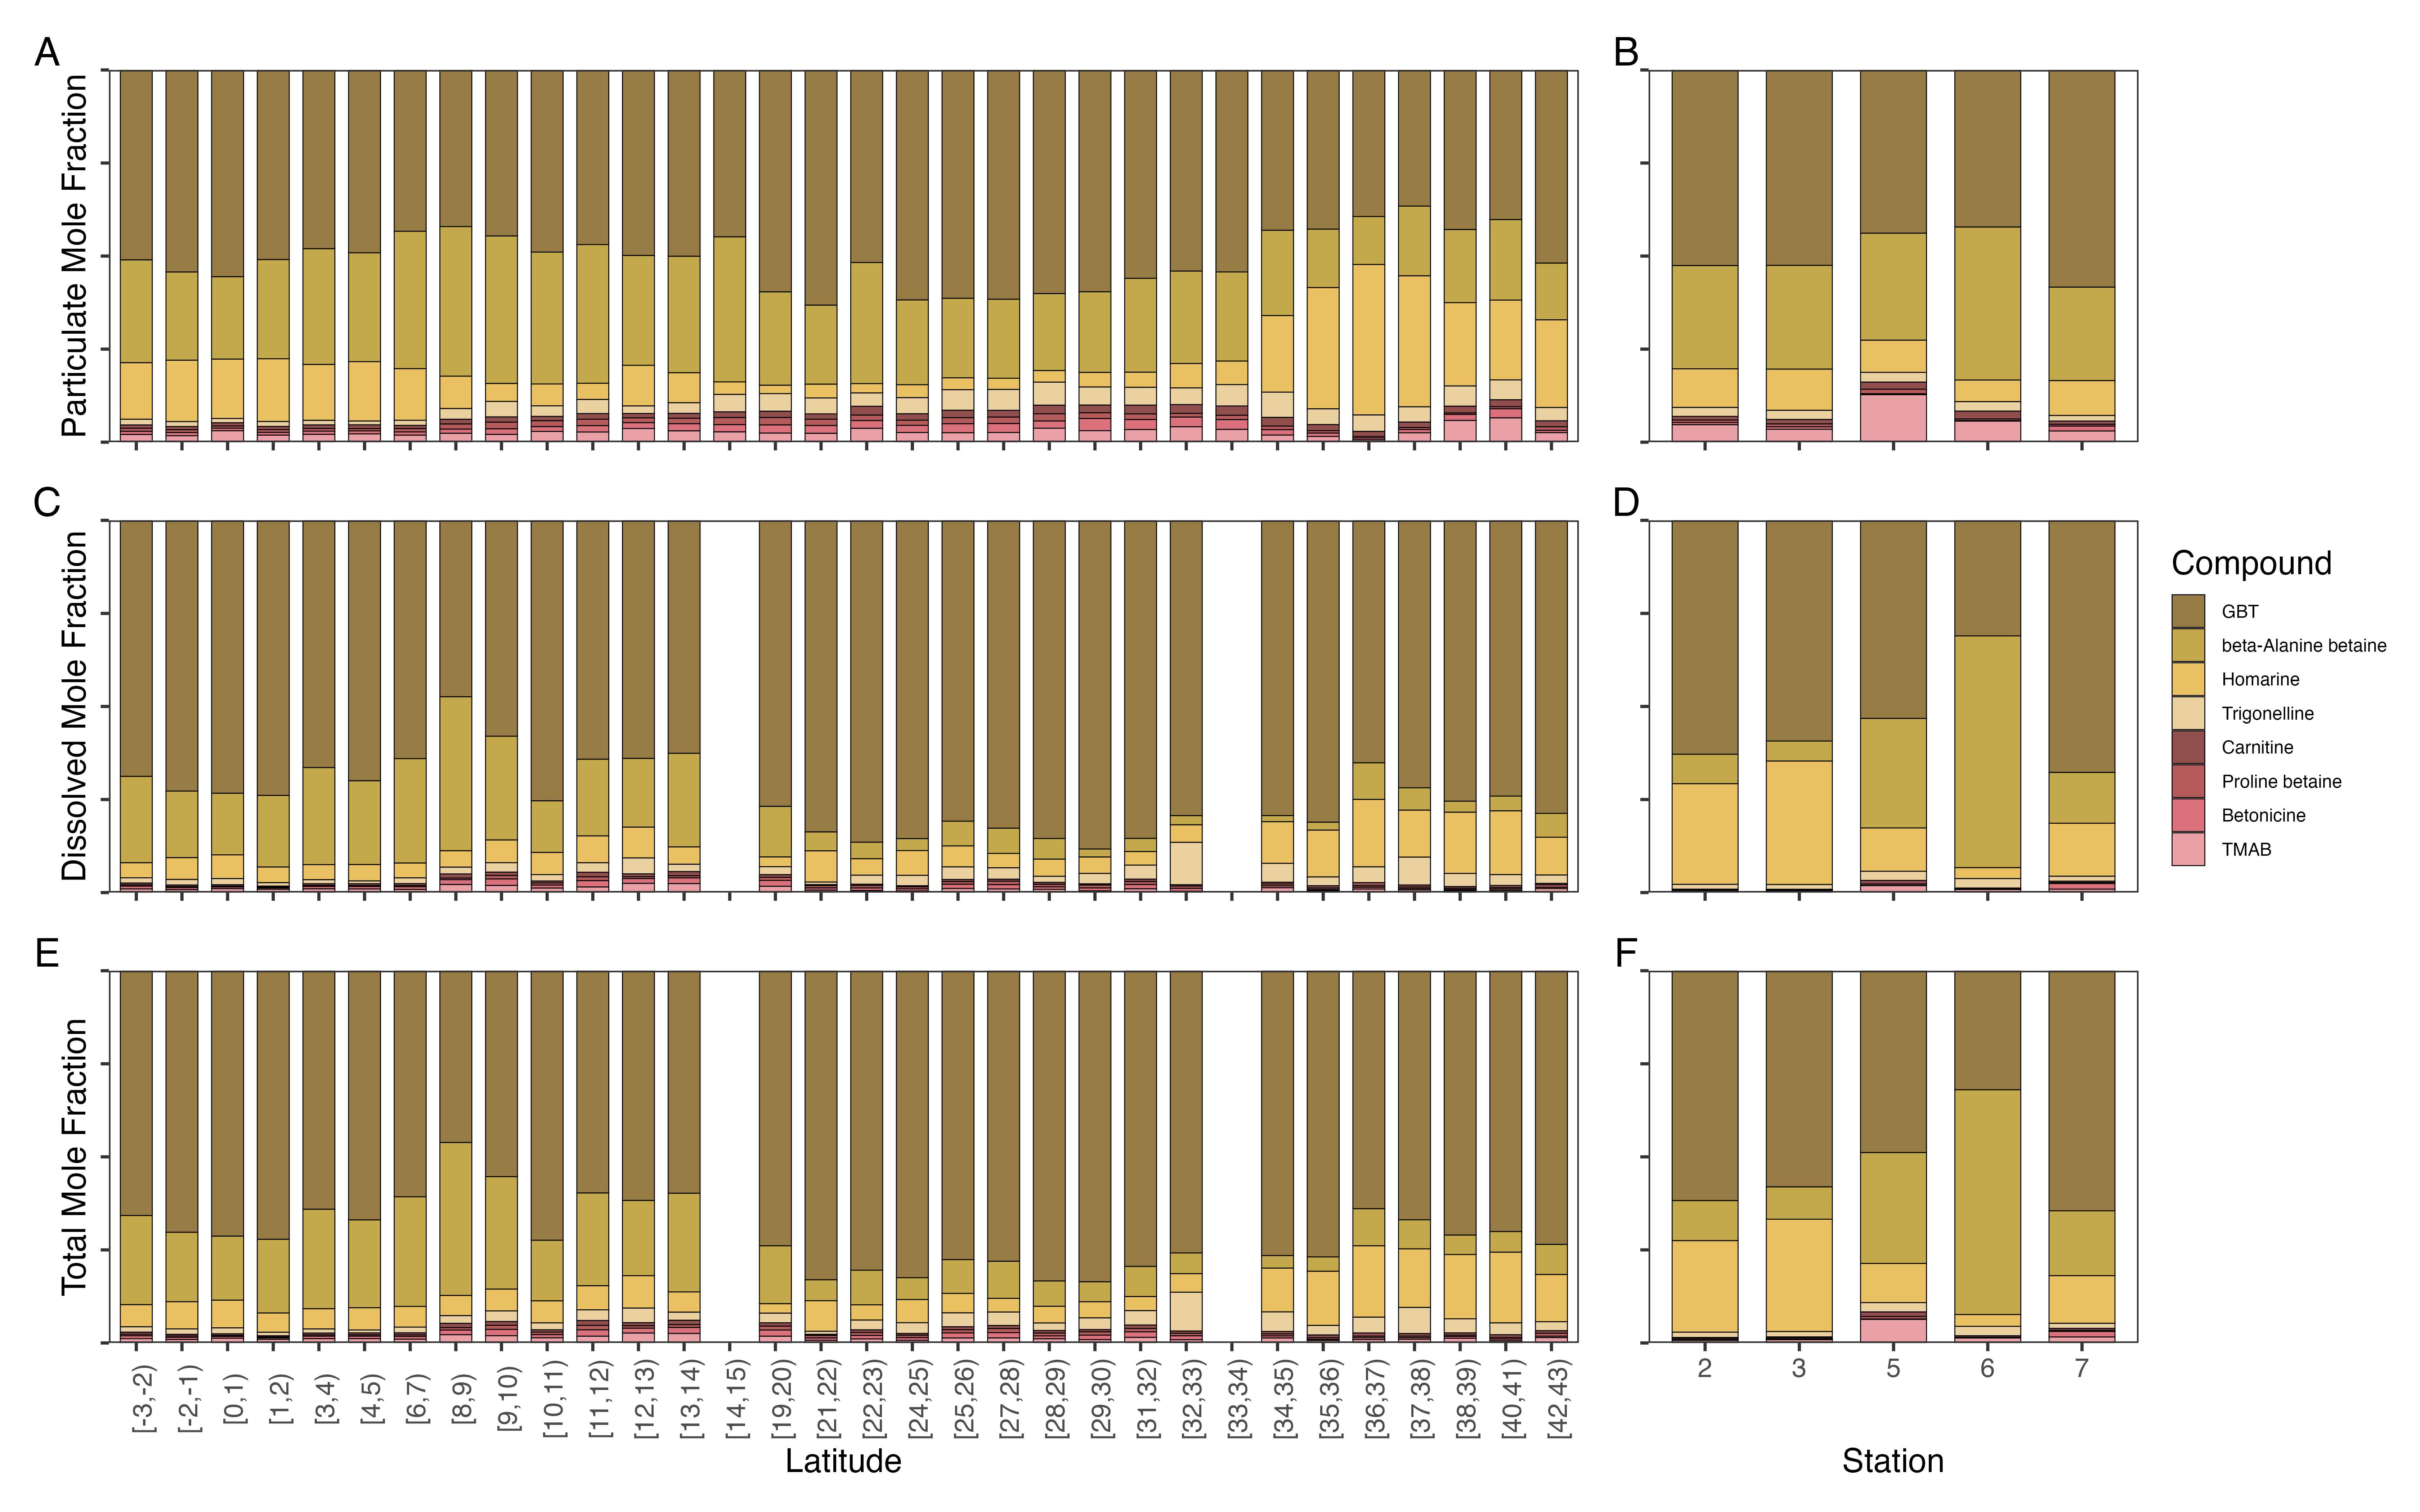 A
B
Particulate Mole Fraction
C
D
Dissolved Mole Fraction
Compound
GBT
beta-Alanine betaine
Homarine
Trigonelline
Carnitine
Proline betaine
Betonicine
TMAB
E
F
Total Mole Fraction
[-3,-2)
[-2,-1)
[0,1)
[1,2)
[3,4)
[4,5)
[6,7)
[8,9)
[9,10)
[10,11)
[11,12)
[12,13)
[13,14)
[14,15)
[19,20)
[21,22)
[22,23)
[24,25)
[25,26)
[27,28)
[28,29)
[29,30)
[31,32)
[32,33)
[33,34)
[34,35)
[35,36)
[36,37)
[37,38)
[38,39)
[40,41)
[42,43)
2
3
5
6
7
Latitude
Station